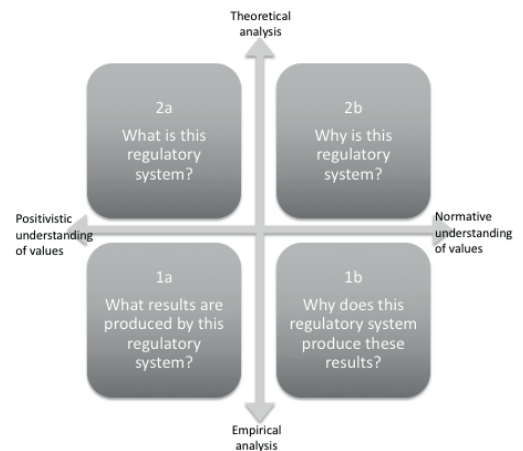 Theoretical
analysis
2a
What is this
regulatory
system?
2b
Why is this
regulatory
system?
Positivistic
understanding
of values
Normative
understanding
of values
1a
What results are
produced by this
regulatory
system?
1b
Why does this
regulatory system
produce these
results?
Empirical
analysis